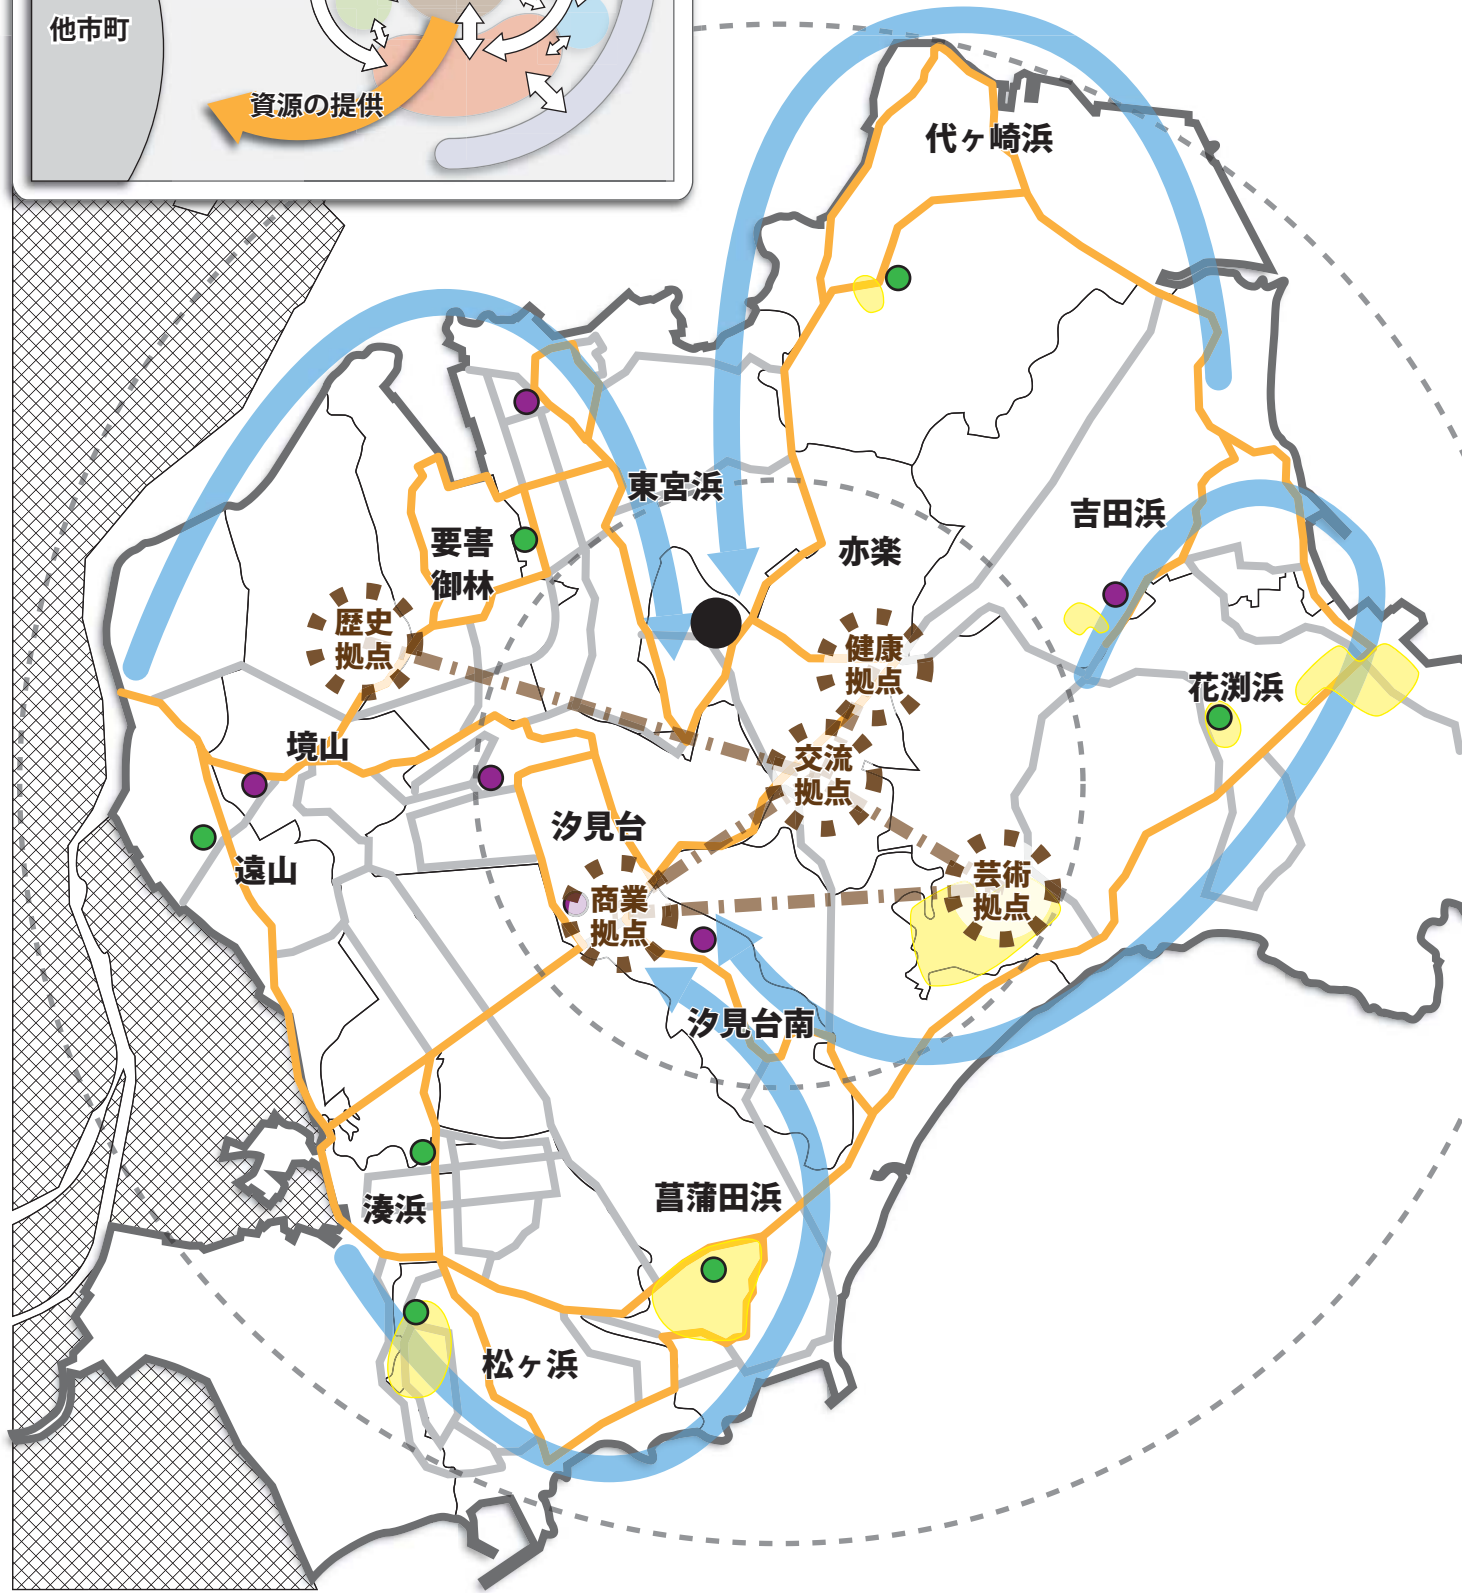 他市町
資源の提供
代ヶ崎浜
東宮浜
吉田浜
要害
御林
亦楽
歴史
拠点
健康
拠点
花渕浜
境山
交流
拠点
汐見台
遠山
芸術
拠点
商業
拠点
汐見台南
菖蒲田浜
湊浜
松ヶ浜